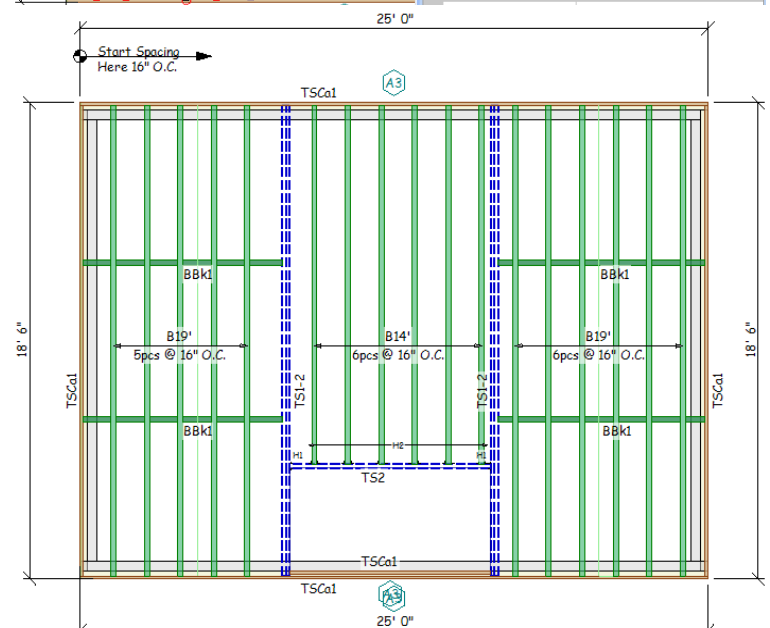 25' 0"
Start Spacing
Here 16" O.C.
TSCa1
A3
BBk1
BBk1
18' 6"
B19'
5pcs @ 16" O.C.
B14'
6pcs @ 16" O.C.
B19'
6pcs @ 16" O.C.
18' 6"
TSCa1
TS1-2
TS1-2
TSCa1
BBk1
BBk1
H2
H1
H1
TS2
TSCa1
TSCa1
A3
25' 0"